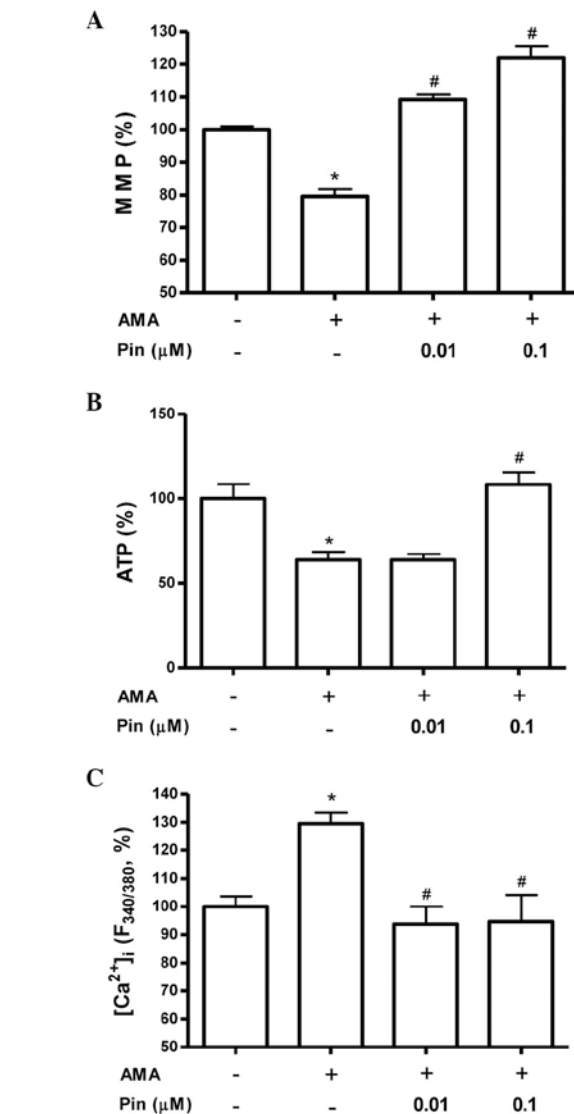 A
130
#
120
#
110
100
90
*
80
70
60
50
M M P (%)
AMA - + + +
Pin (μM) - - 0.01 0.1
B
150
#
100
*
50
0
ATP (%)
AMA - + + +
Pin (μM) - - 0.01 0.1
C
140
*
130
120
110
# #
100
90
80
70
60
50
[Ca²⁺]ᵢ (F₃₄₀/₃₈₀, %)
AMA - + + +
Pin (μM) - - 0.01 0.1